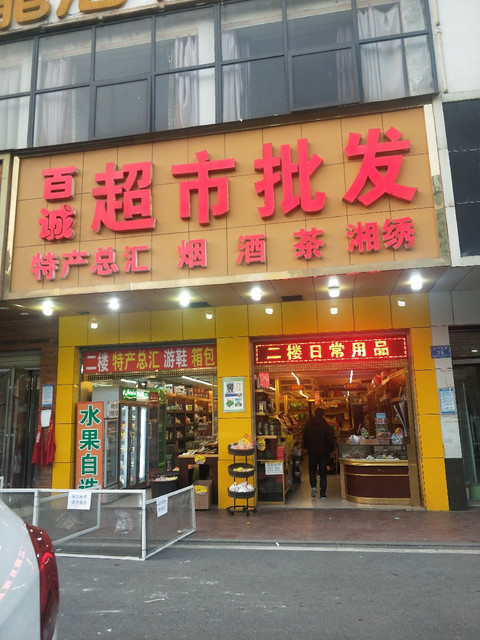 百诚 超市批发
特产总汇 烟 酒 茶 湘绣
二楼 特产总汇 游鞋 箱包
二楼日常用品
水果自选